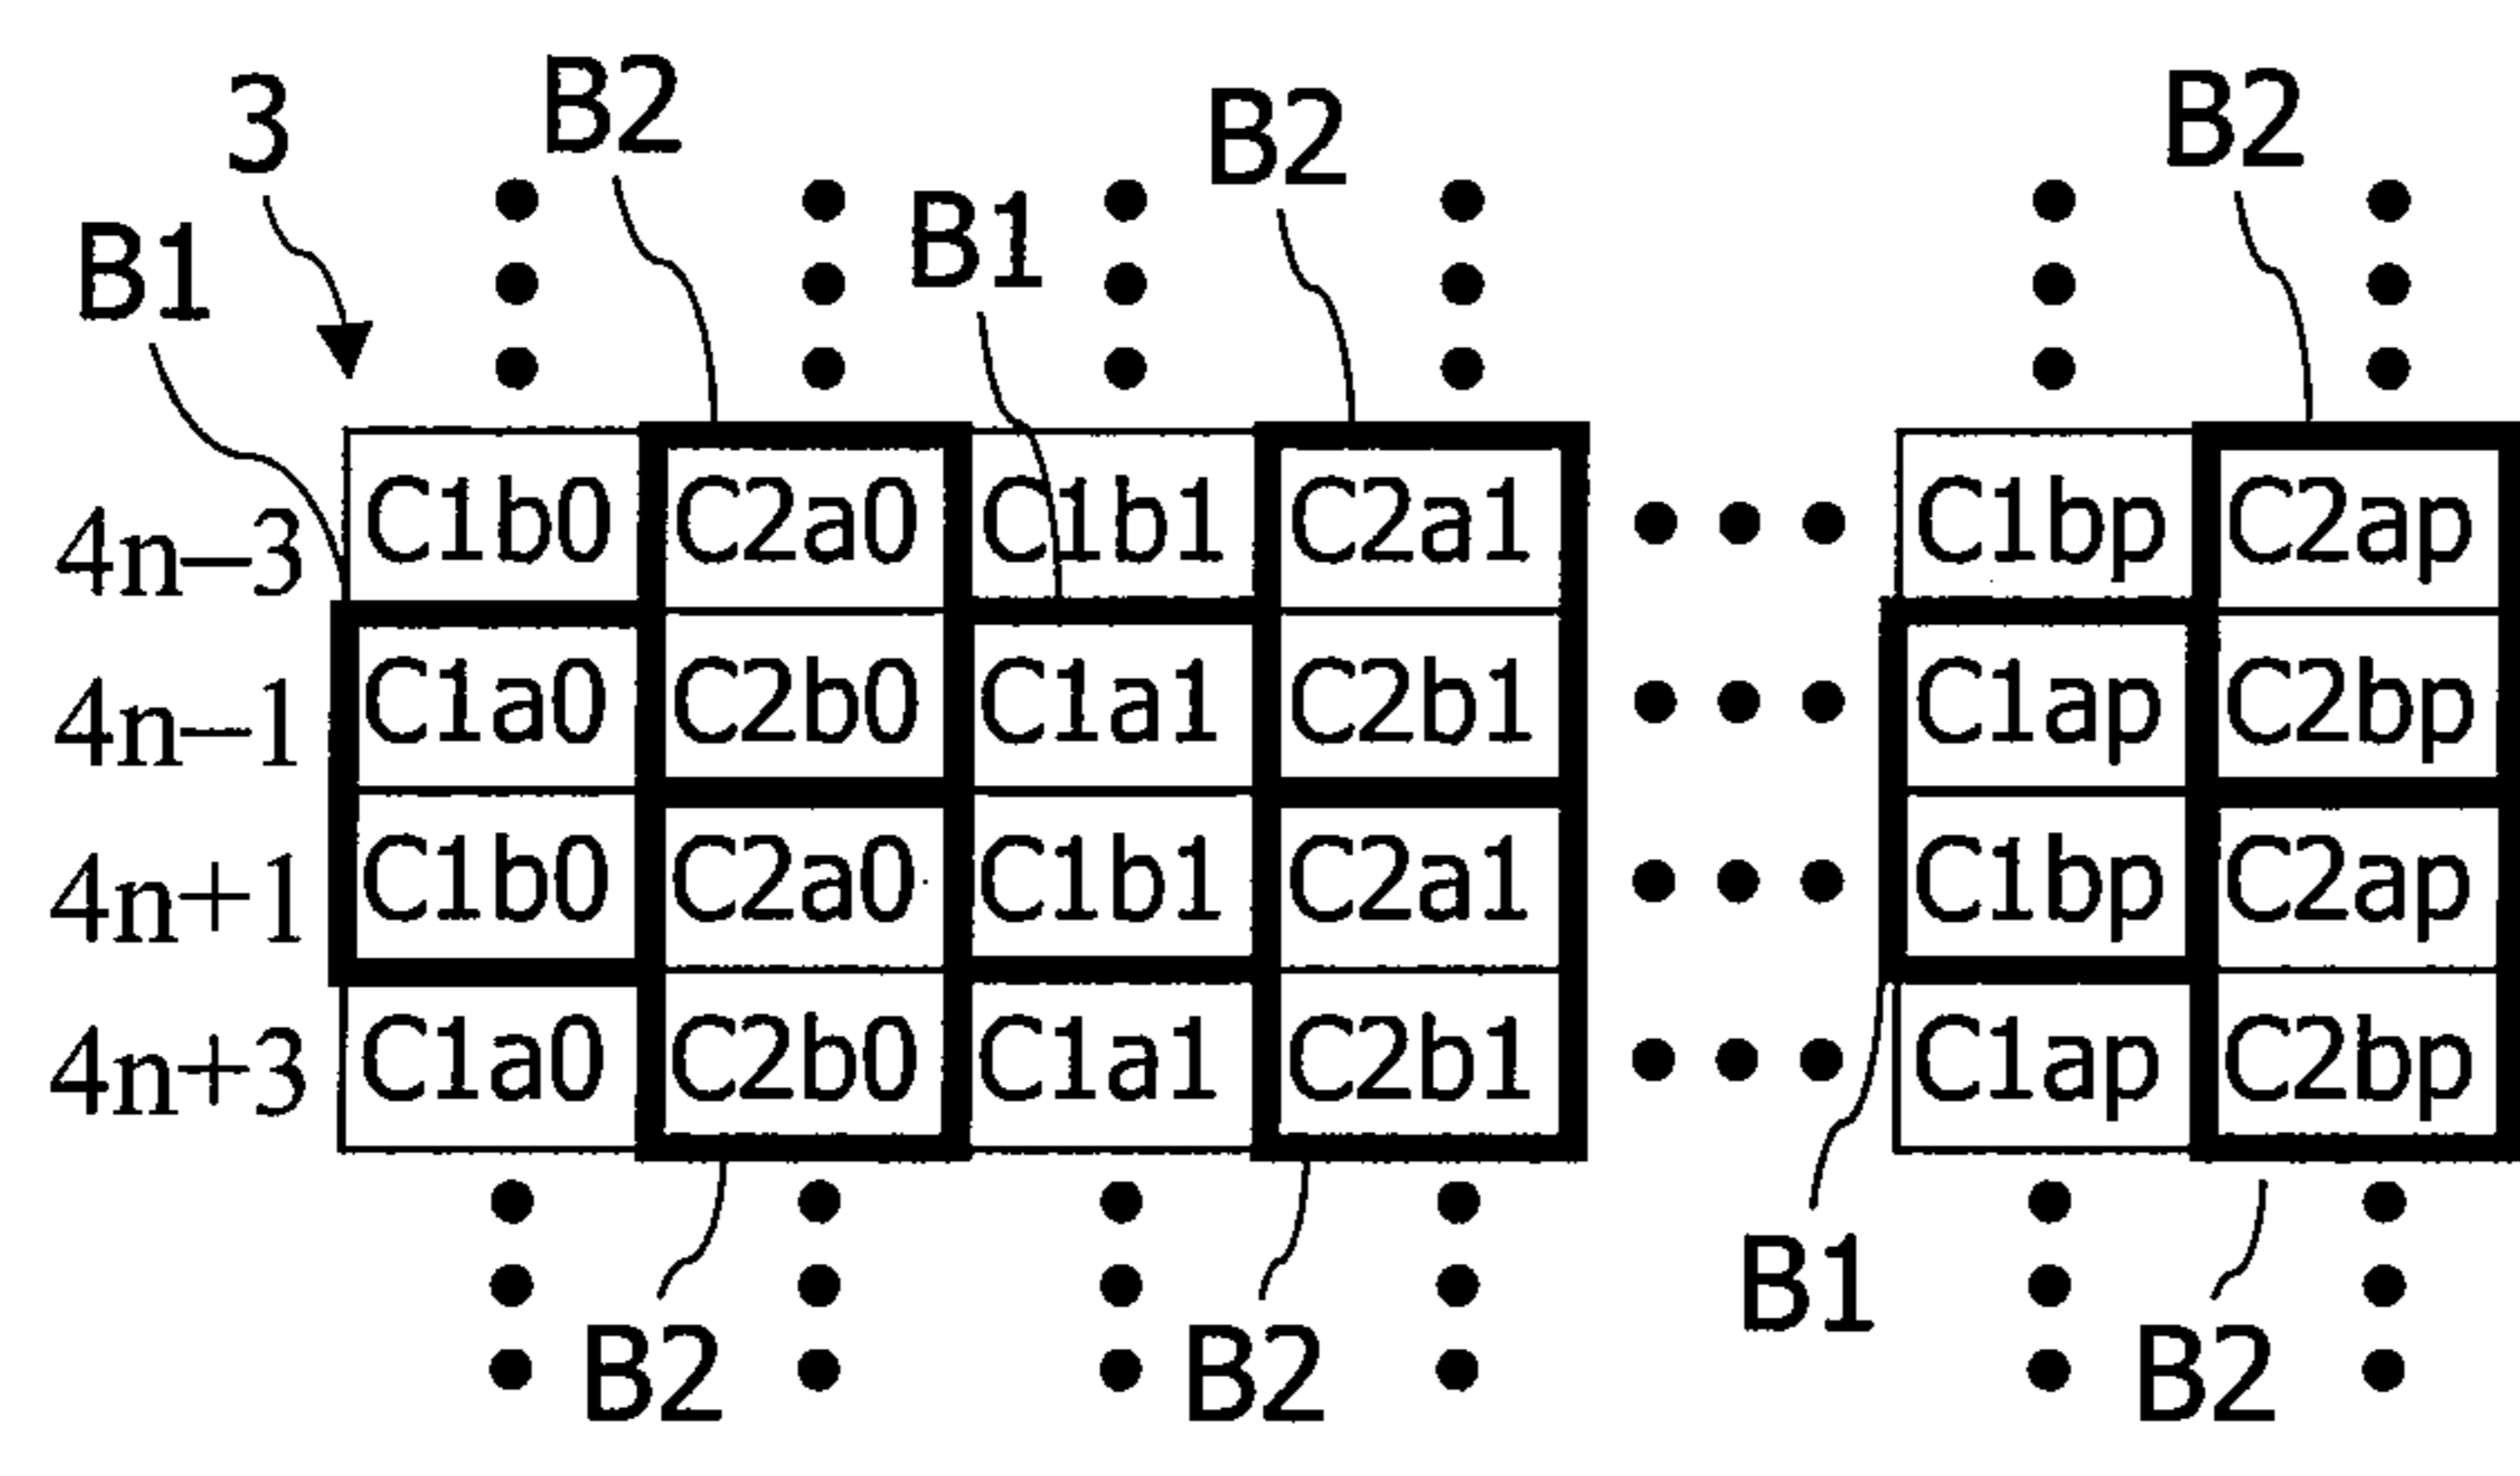 3 B2 B2 B2
B1 B1
4n−3 C1b0 C2a0 C1b1 C2a1 C1bp C2ap
4n−1 C1a0 C2b0 C1a1 C2b1 C1ap C2bp
4n+1 C1b0 C2a0 C1b1 C2a1 C1bp C2ap
4n+3 C1a0 C2b0 C1a1 C2b1 C1ap C2bp
B1
B2 B2 B2